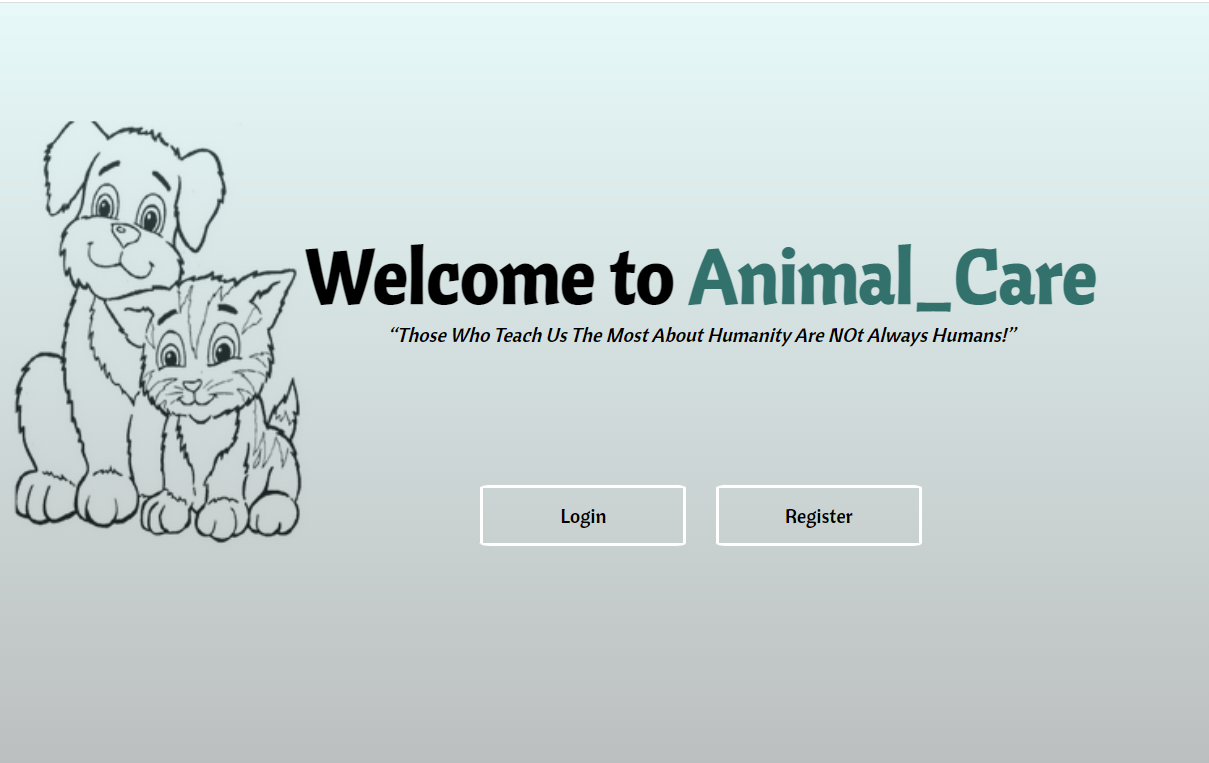 Welcome to Animal_Care
“Those Who Teach Us The Most About Humanity Are NOt Always Humans!”
Login
Register